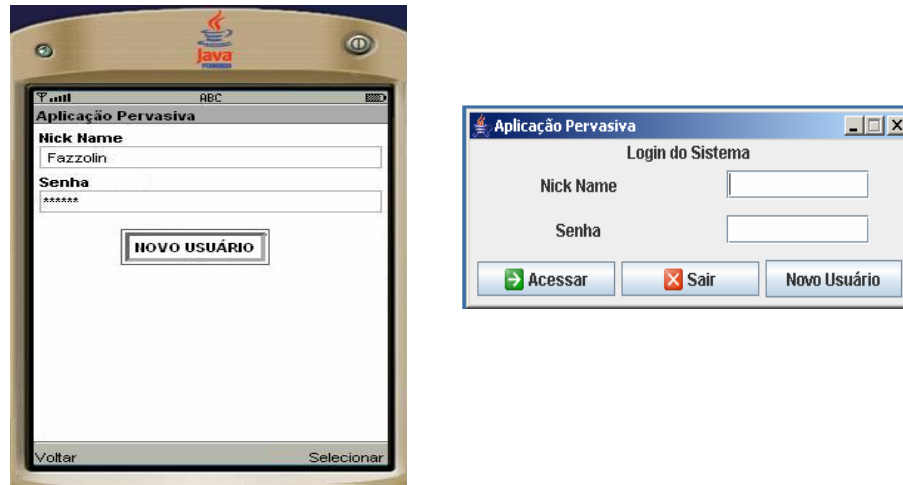 Java
POWERED
ABC
Aplicação Pervasiva
Nick Name
Fazzolin
Senha
******
NOVO USUÁRIO
Voltar
Selecionar
Aplicação Pervasiva
Login do Sistema
Nick Name
Senha
Acessar
Sair
Novo Usuário